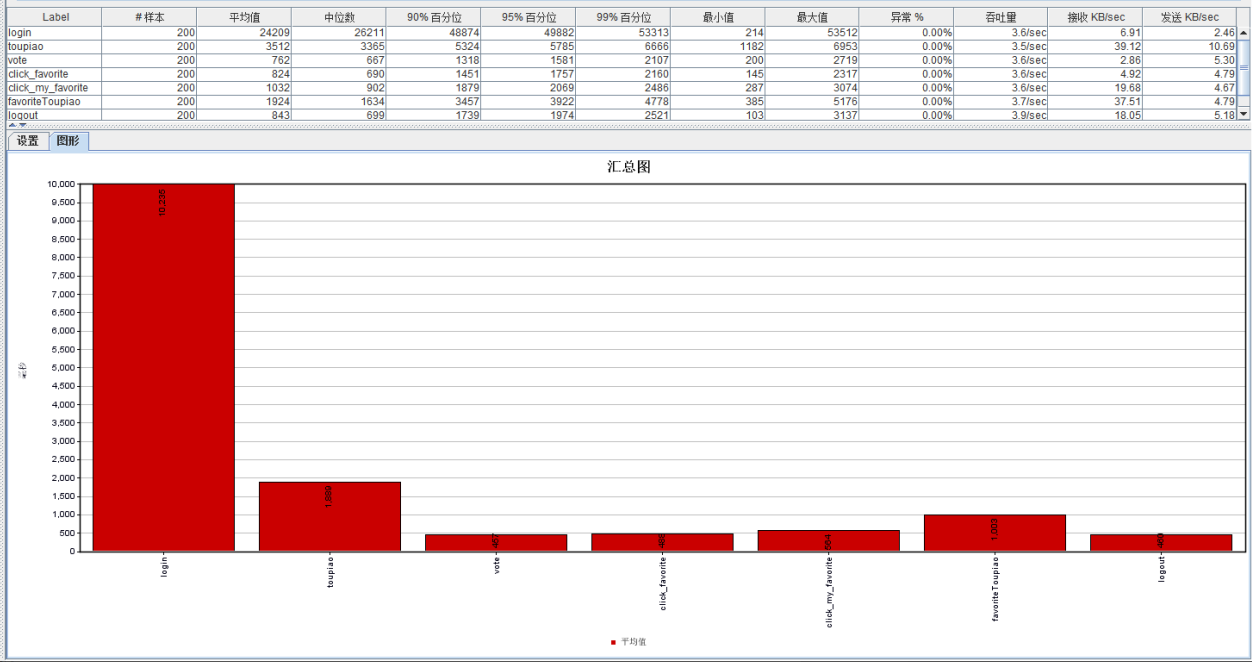 Label # 样本 平均值 中位数 90% 百分位 95% 百分位 99% 百分位 最小值 最大值 异常 % 吞吐量 接收 KB/sec 发送 KB/sec
login 200 24209 26211 48874 49882 53313 214 53512 0.00% 3.6/sec 6.91 2.46
toupiao 200 3512 3365 5324 5785 6666 1182 6953 0.00% 3.5/sec 39.12 10.69
vote 200 762 667 1318 1581 2107 200 2719 0.00% 3.6/sec 2.86 5.30
click_favorite 200 824 690 1451 1757 2160 145 2317 0.00% 3.6/sec 4.92 4.79
click_my_favorite 200 1032 902 1879 2069 2486 287 3074 0.00% 3.6/sec 19.68 4.67
favoriteToupiao 200 1924 1634 3457 3922 4778 385 5176 0.00% 3.7/sec 37.51 4.79
logout 200 843 699 1739 1974 2521 103 3137 0.00% 3.9/sec 18.05 5.18
设置 图形
汇总图
10,000
9,500
9,000
8,500
8,000
7,500
7,000
6,500
6,000
5,500
5,000
4,500
4,000
3,500
3,000
2,500
2,000
1,500
1,000
500
0
毫秒
login
toupiao
vote
click_favorite
click_my_favorite
favoriteToupiao
logout
平均值